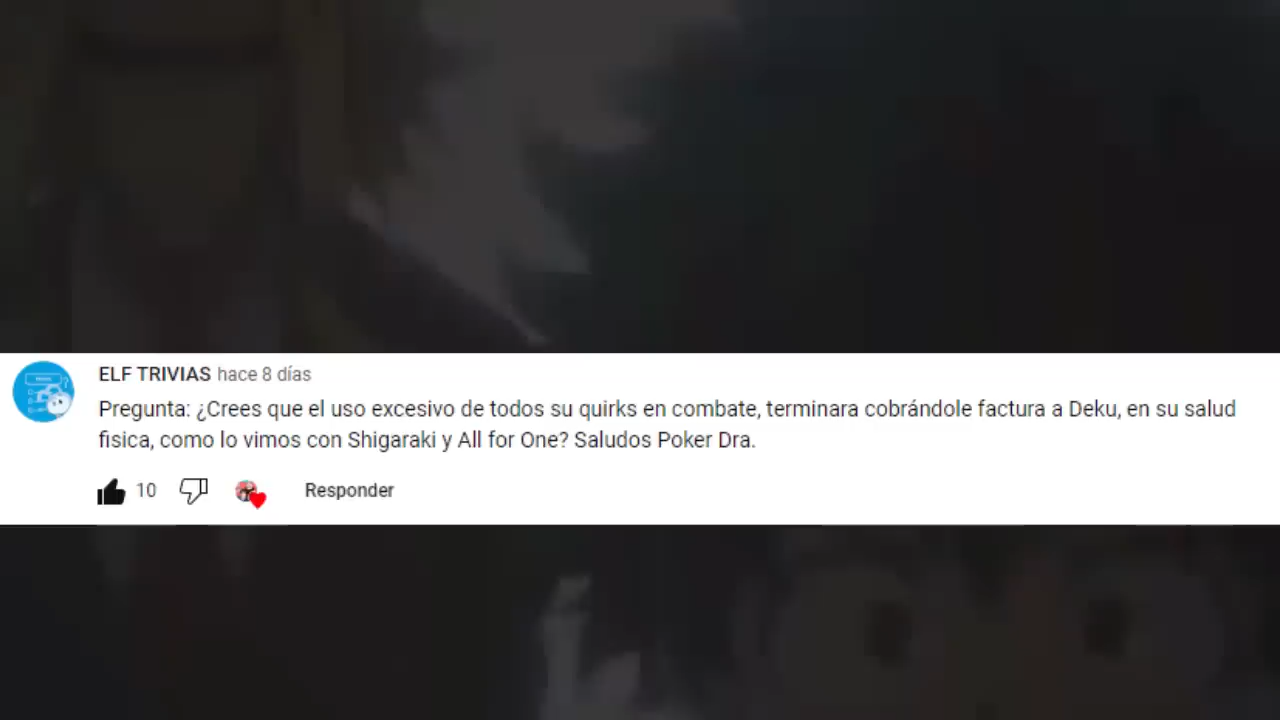 ELF TRIVIAS hace 8 días
Pregunta: ¿Crees que el uso excesivo de todos su quirks en combate, terminara cobrándole factura a Deku, en su salud
fisica, como lo vimos con Shigaraki y All for One? Saludos Poker Dra.
10 Responder